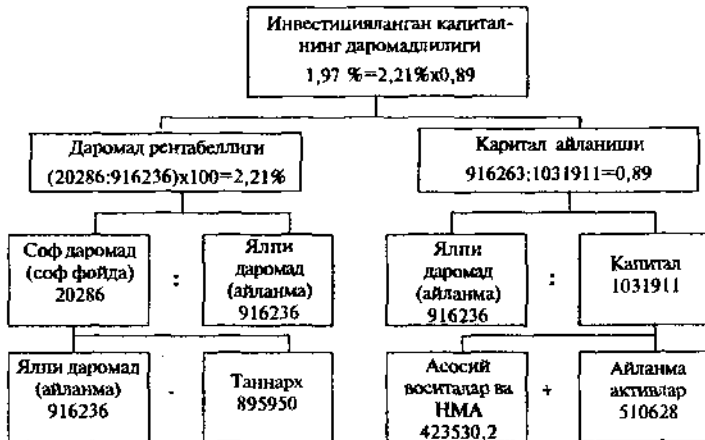 Инвестицияланган капитал-
нинг даромадлилиги
1,97 %=2,21%х0,89
Даромад рентабеллиги
(20286:916236)х100=2,21%
Каритал айланиши
916263;1031911=0,89
Соф даромад
(соф фойда)
20286
:
Ялпи
даромад
(айланма)
916236
Ялпи
даромад
(айланма)
916236
:
Капитал
1031911
Ялпи даромад
(айланма)
916236
-
Таннарх
895950
Асосий
воситалар ва
НМА
423530,2
+
Айланма
активлар
510628